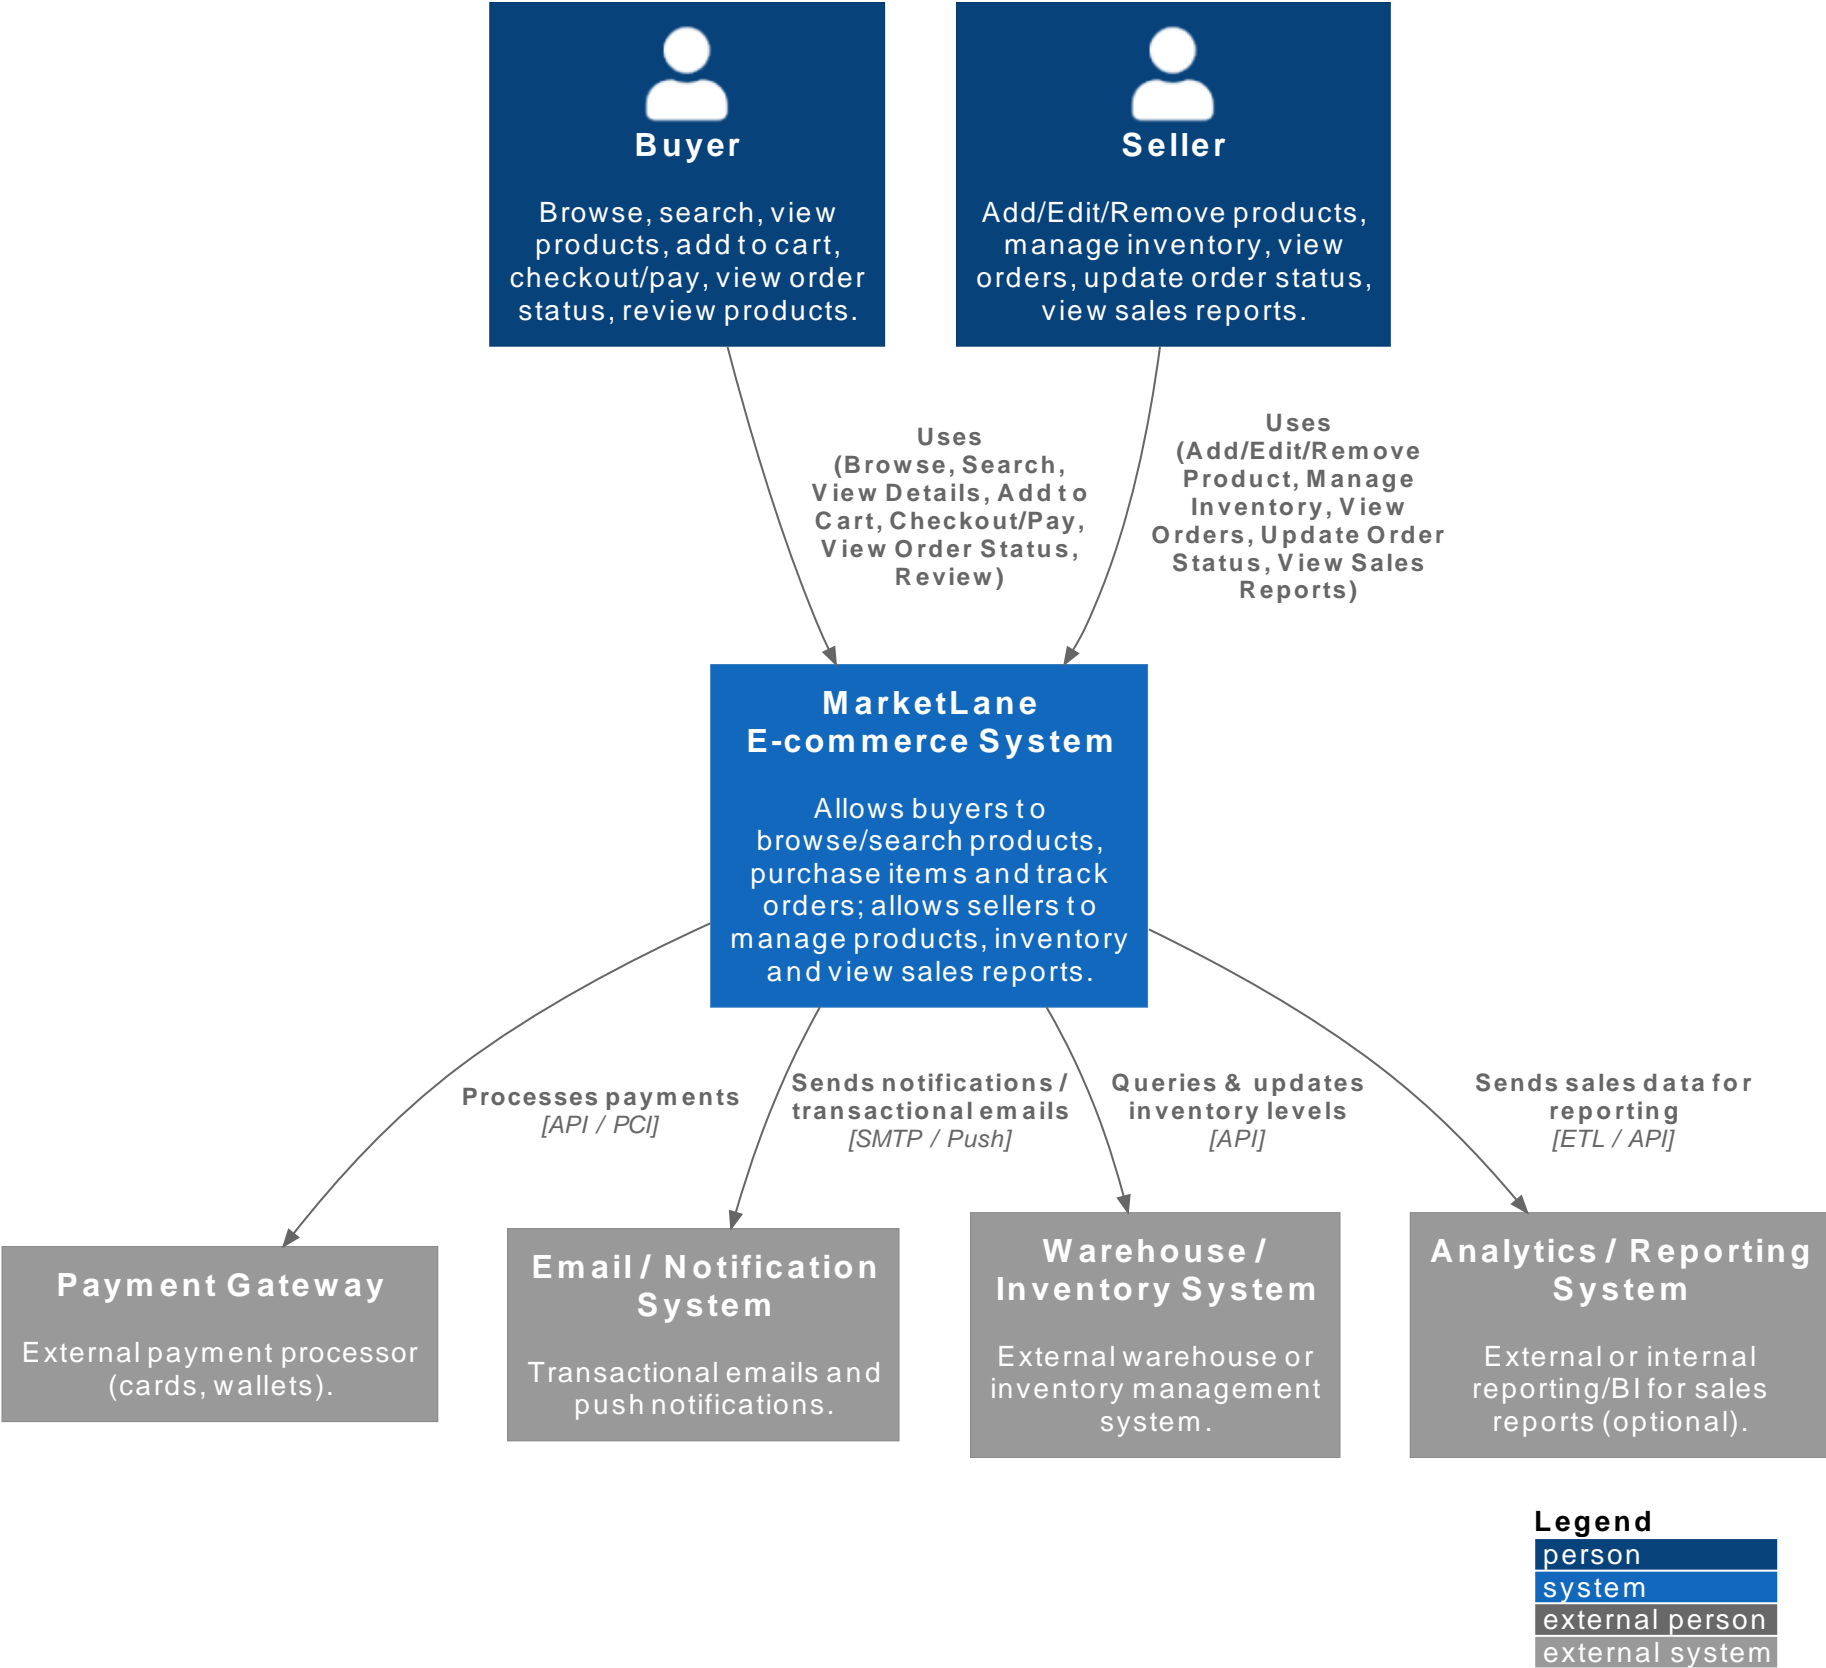 Buyer
Browse, search, view
products, add to cart,
checkout/pay, view order
status, review products.
Seller
Add/Edit/Remove products,
manage inventory, view
orders, update order status,
view sales reports.
Uses
(Browse, Search,
View Details, Add to
Cart, Checkout/Pay,
View Order Status,
Review)
Uses
(Add/Edit/Remove
Product, Manage
Inventory, View
Orders, Update Order
Status, View Sales
Reports)
MarketLane
E-commerce System
Allows buyers to
browse/search products,
purchase items and track
orders; allows sellers to
manage products, inventory
and view sales reports.
Processes payments
[API / PCI]
Sends notifications /
transactional emails
[SMTP / Push]
Queries & updates
inventory levels
[API]
Sends sales data for
reporting
[ETL / API]
Payment Gateway
External payment processor
(cards, wallets).
Email / Notification
System
Transactional emails and
push notifications.
Warehouse /
Inventory System
External warehouse or
inventory management
system.
Analytics / Reporting
System
External or internal
reporting/BI for sales
reports (optional).
Legend
person
system
external person
external system